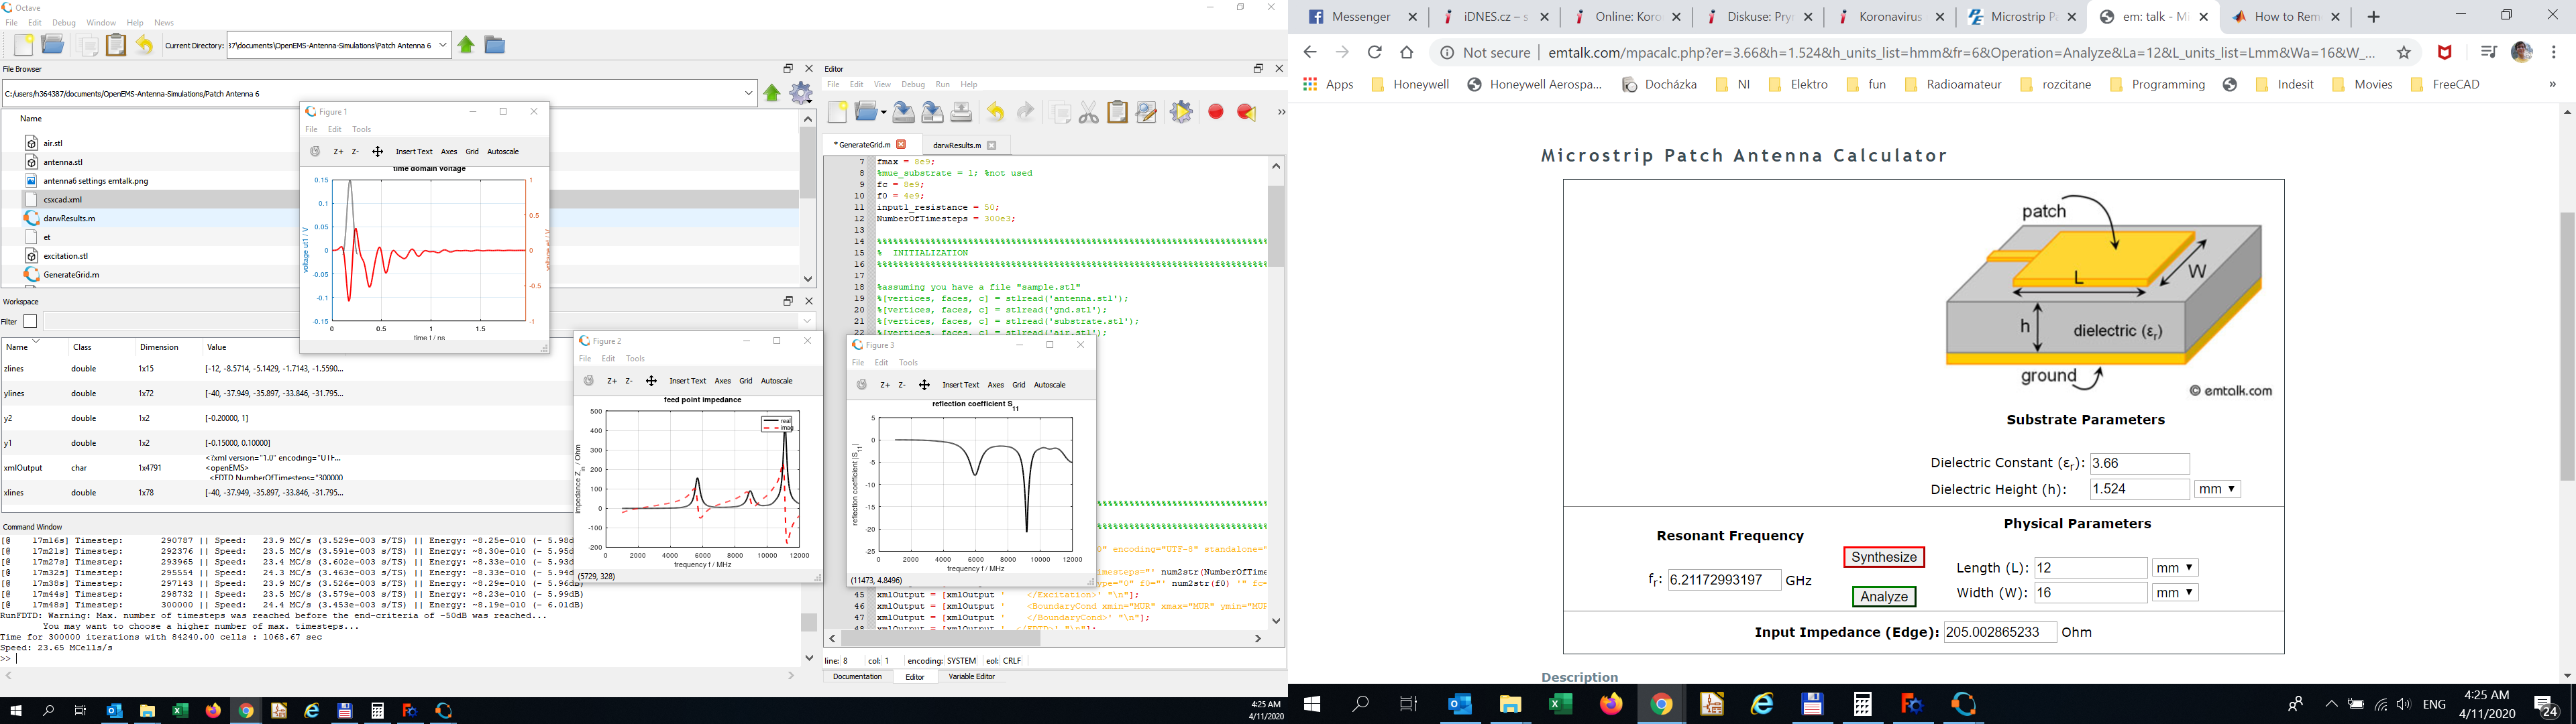 Octave
File Edit Debug Window Help News
Current Directory: 37\documents\OpenEMS-Antenna-Simulations\Patch Antenna 6
File Browser
C:/users/h364387/documents/OpenEMS-Antenna-Simulations/Patch Antenna 6
Name
air.stl
antenna.stl
antenna6 settings emtalk.png
csxcad.xml
darwResults.m
et
excitation.stl
GenerateGrid.m
Workspace
Filter
Name Class Dimension Value
zlines double 1x15 [-12, -8.5714, -5.1429, -1.7143, -1.5590...
ylines double 1x72 [-40, -37.949, -35.897, -33.846, -31.795...
y2 double 1x2 [-0.20000, 1]
y1 double 1x2 [-0.15000, 0.10000]
xmlOutput char 1x4791 <?xml version="1.0" encoding="UTF...
<openEMS>
<FDTD NumberOfTimesteps="300000
xlines double 1x78 [-40, -37.949, -35.897, -33.846, -31.795...
Command Window
[@ 17m16s] Timestep: 290787 || Speed: 23.9 MC/s (3.529e-003 s/TS) || Energy: ~8.25e-010 (- 5.98d
[@ 17m21s] Timestep: 292376 || Speed: 23.5 MC/s (3.591e-003 s/TS) || Energy: ~8.30e-010 (- 5.95d
[@ 17m27s] Timestep: 293965 || Speed: 23.4 MC/s (3.602e-003 s/TS) || Energy: ~8.33e-010 (- 5.93d
[@ 17m32s] Timestep: 295554 || Speed: 24.3 MC/s (3.463e-003 s/TS) || Energy: ~8.33e-010 (- 5.94d
[@ 17m38s] Timestep: 297143 || Speed: 23.9 MC/s (3.526e-003 s/TS) || Energy: ~8.29e-010 (- 5.96dB)
[@ 17m44s] Timestep: 298732 || Speed: 23.5 MC/s (3.579e-003 s/TS) || Energy: ~8.23e-010 (- 5.99dB)
[@ 17m48s] Timestep: 300000 || Speed: 24.4 MC/s (3.453e-003 s/TS) || Energy: ~8.19e-010 (- 6.01dB)
RunFDTD: Warning: Max. number of timesteps was reached before the end-criteria of -50dB was reached...
You may want to choose a higher number of max. timesteps...
Time for 300000 iterations with 84240.00 cells : 1068.67 sec
Speed: 23.65 MCells/s
>>
Figure 1
File Edit Tools
Z+ Z- Insert Text Axes Grid Autoscale
time domain voltage
0.15 0.1 0.05 0 -0.05 -0.1 -0.15
voltage ut1 / V
1 0.5 0 -0.5 -1
0 0.5 1 1.5
time t / ns
Figure 2
File Edit Tools
Z+ Z- Insert Text Axes Grid Autoscale
feed point impedance
500 400 300 200 100 0 -100 -200
impedance Z in / Ohm
real
imag
0 2000 4000 6000 8000 10000 12000
frequency f / MHz
(5729, 328)
Figure 3
File Edit Tools
Z+ Z- Insert Text Axes Grid Autoscale
reflection coefficient S11
5 0 -5 -10 -15 -20 -25
reflection coefficient |S11|
2000 4000 6000 8000 10000 12000
frequency f / MHz
(11473, 4.8496)
Editor
File Edit View Debug Run Help
* GenerateGrid.m darwResults.m
7 fmax = 8e9;
8 %mue_substrate = 1; %not used
9 fc = 8e9;
10 f0 = 4e9;
11 input1_resistance = 50;
12 NumberOfTimesteps = 300e3;
13
14
15 % INITIALIZATION
16
17
18 %assuming you have a file "sample.stl"
19 %[vertices, faces, c] = stlread('antenna.stl');
20 %[vertices, faces, c] = stlread('gnd.stl');
21 %[vertices, faces, c] = stlread('substrate.stl');
22 %[vertices, faces, c] = stlread('air.stl');
0" encoding="UTF-8" standalone="
timesteps="' num2str(NumberOfTime
ype="0" f0="' num2str(f0) '" fc=
45 xmlOutput = [xmlOutput ' </Excitation>' "\n"];
46 xmlOutput = [xmlOutput ' <BoundaryCond xmin="MUR" xmax="MUR" ymin="MUR
47 xmlOutput = [xmlOutput ' </BoundaryCond>' "\n"];
48 xmlOutput = [xmlOutput ' </FDTD>' "\n"];
line: 8 col: 1 encoding: SYSTEM eol: CRLF
Documentation Editor Variable Editor
4:25 AM
4/11/2020
Messenger iDNES.cz – s Online: Koro Diskuse: Pryn Koronavirus Microstrip Pa em: talk - Mi How to Rem
Not secure | emtalk.com/mpacalc.php?er=3.66&h=1.524&h_units_list=hmm&fr=6&Operation=Analyze&La=12&L_units_list=Lmm&Wa=16&W_...
Apps Honeywell Honeywell Aerospa... Docházka NI Elektro fun Radioamateur rozcitane Programming Indesit Movies FreeCAD »
Microstrip Patch Antenna Calculator
patch
L
W
h
dielectric (εr)
ground
© emtalk.com
Substrate Parameters
Dielectric Constant (εr): 3.66
Dielectric Height (h): 1.524 mm
Physical Parameters
Resonant Frequency
Synthesize
Length (L): 12 mm
fr: 6.21172993197 GHz
Analyze
Width (W): 16 mm
Input Impedance (Edge): 205.002865233 Ohm
Description
ENG
4:25 AM
4/11/2020
24